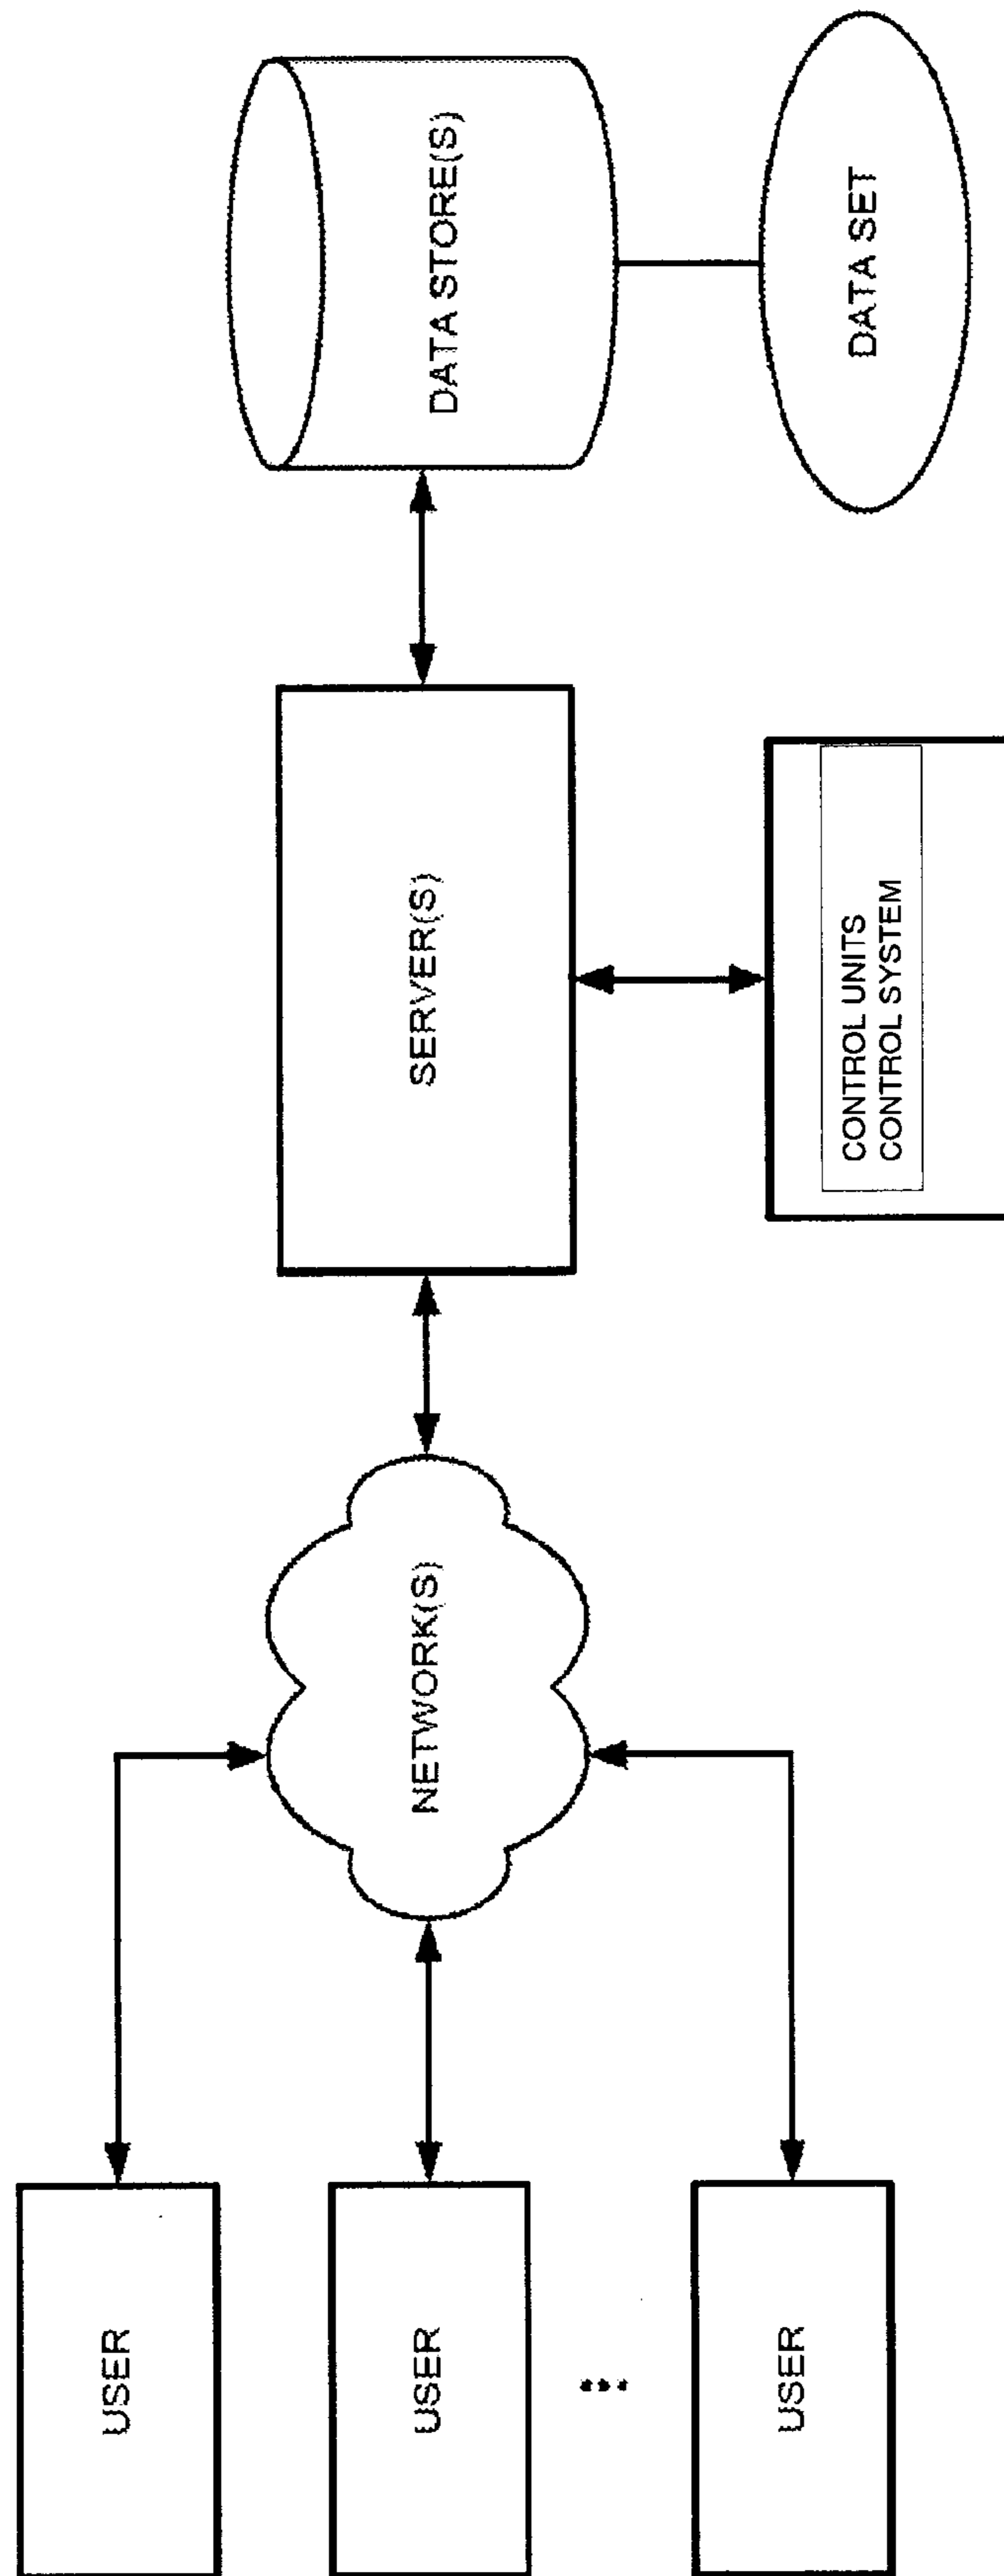 USER
USER
USER
NETWORK(S)
SERVER(S)
CONTROL UNITS
CONTROL SYSTEM
DATA STORE(S)
DATA SET